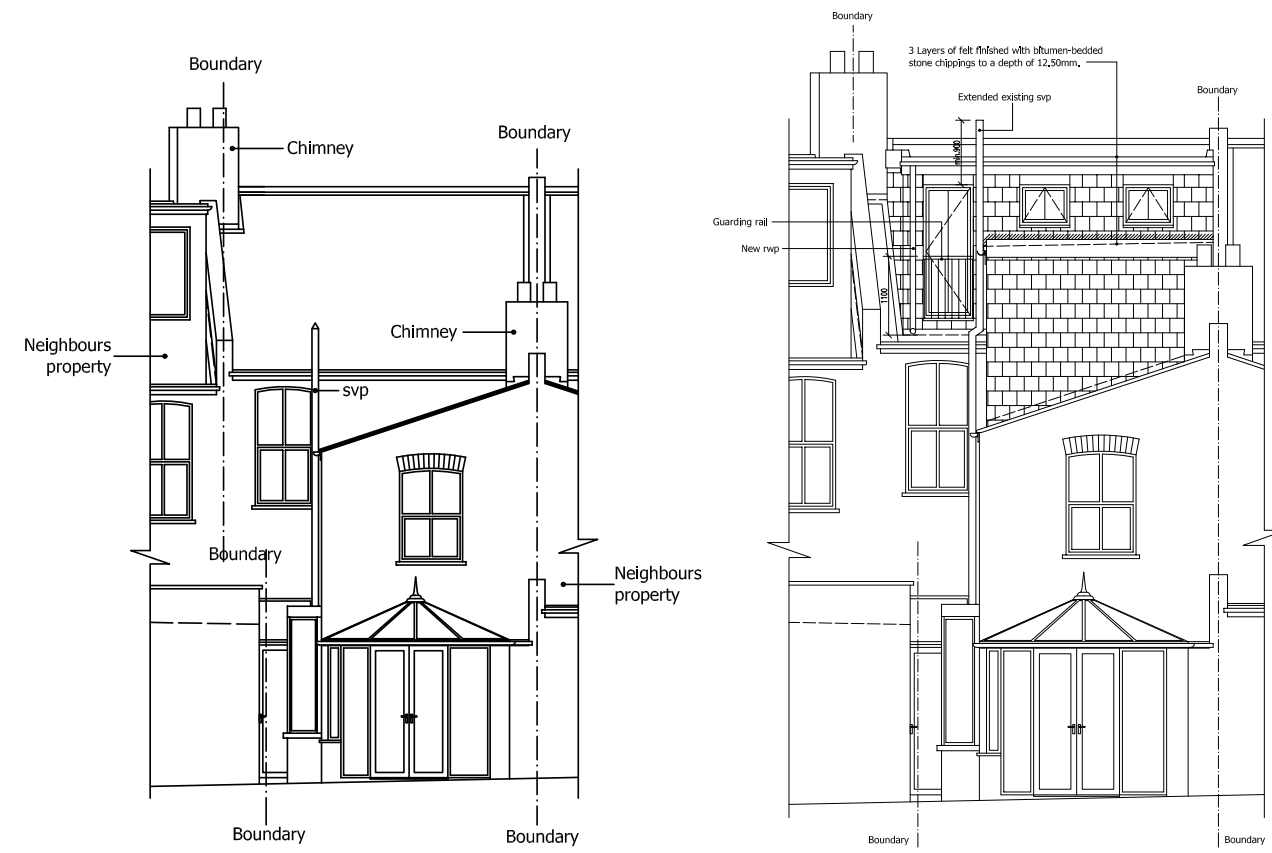 Boundary
Boundary
Chimney
Chimney
Neighbours
property
svp
Boundary
Neighbours
property
Boundary
Boundary
Boundary
3 Layers of felt finished with bitumen-bedded
stone chippings to a depth of 12.50mm.
Boundary
Extended existing svp
min.900
Guarding rail
New rwp
1100
Boundary
Boundary